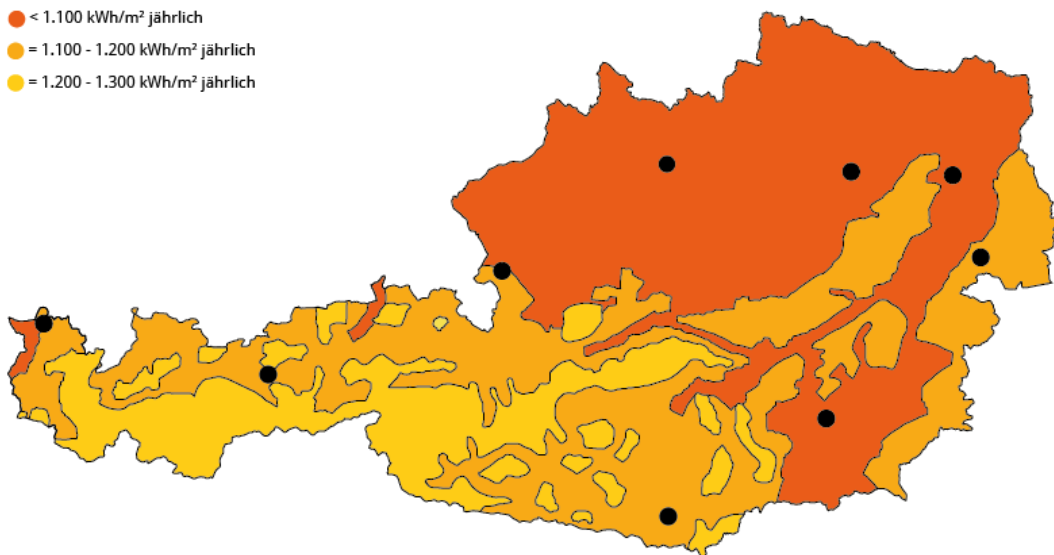 < 1.100 kWh/m² jährlich
= 1.100 - 1.200 kWh/m² jährlich
= 1.200 - 1.300 kWh/m² jährlich